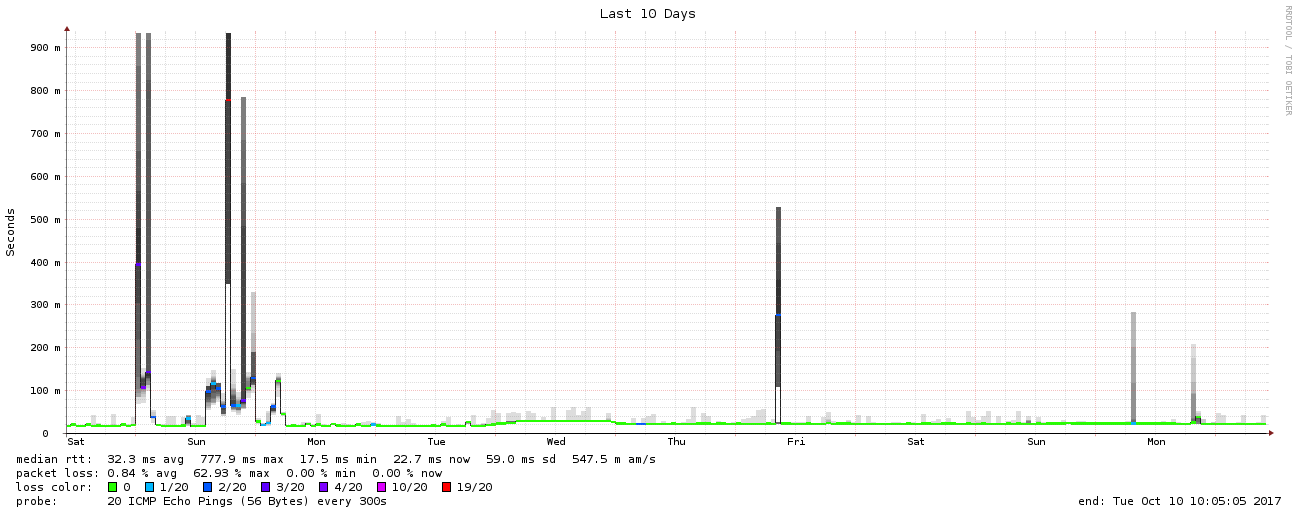 Last 10 Days
RRDTOOL / TOBI OETIKER
Seconds
900 m
800 m
700 m
600 m
500 m
400 m
300 m
200 m
100 m
0
Sat Sun Mon Tue Wed Thu Fri Sat Sun Mon
median rtt: 32.3 ms avg 777.9 ms max 17.5 ms min 22.7 ms now 59.0 ms sd 547.5 m am/s
packet loss: 0.84 % avg 62.93 % max 0.00 % min 0.00 % now
loss color: 0 1/20 2/20 3/20 4/20 10/20 19/20
probe: 20 ICMP Echo Pings (56 Bytes) every 300s end: Tue Oct 10 10:05:05 2017